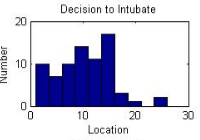 Decision to Intubate
20
10
0
Number
0 10 20 30
Location